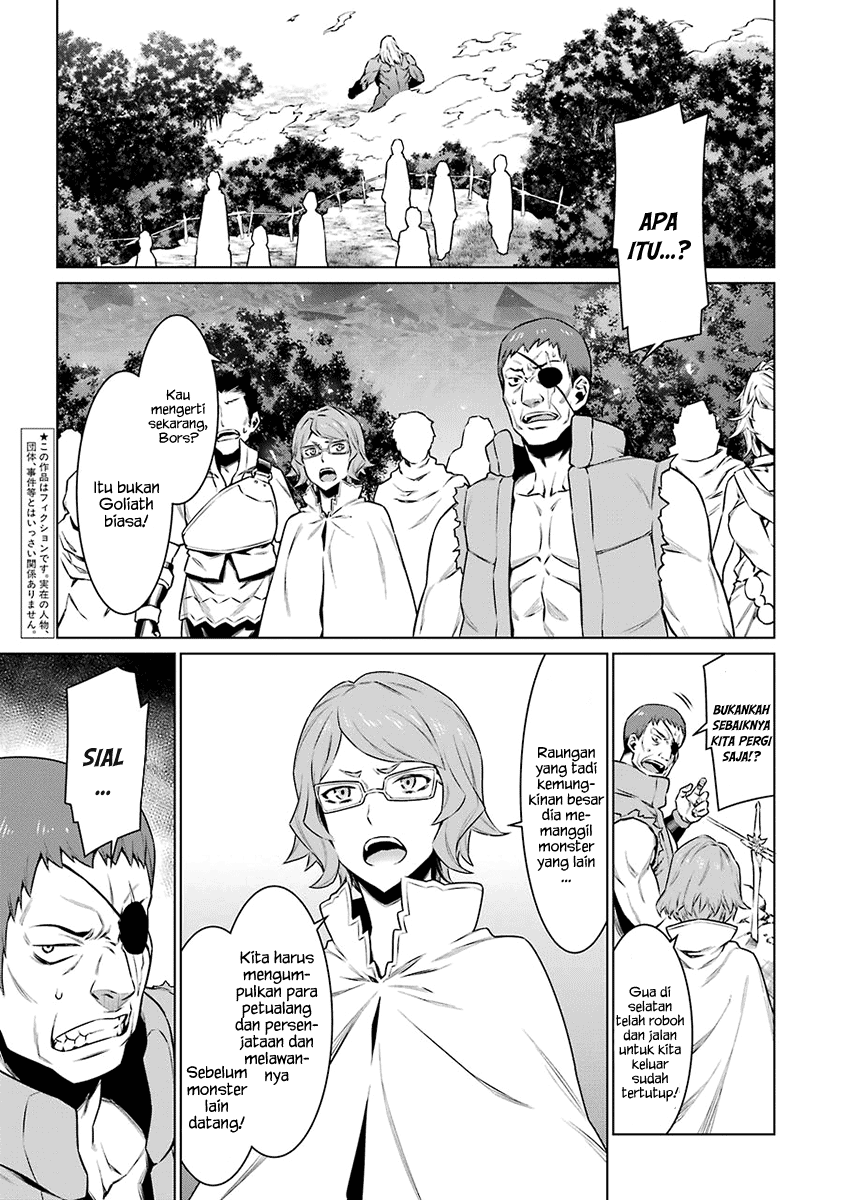 APA
ITU...?
Kau
mengerti
sekarang,
Bors?
Itu bukan
Goliath
biasa!
★この作品はフィクションです。実在の人物、
団体、事件等とはいっさい関係ありません。
BUKANKAH
SEBAIKNYA
KITA PERGI
SAJA!?
Gua di
selatan
telah roboh
dan jalan
untuk kita
keluar
sudah
tertutup!
Raungan
yang tadi
kemung-
kinan besar
dia me-
manggil
monster
yang lain
...
Kita harus
mengum-
pulkan para
petualang
dan persen-
jataan dan
melawan-
nya
Sebelum
monster
lain
datang!
SIAL
...